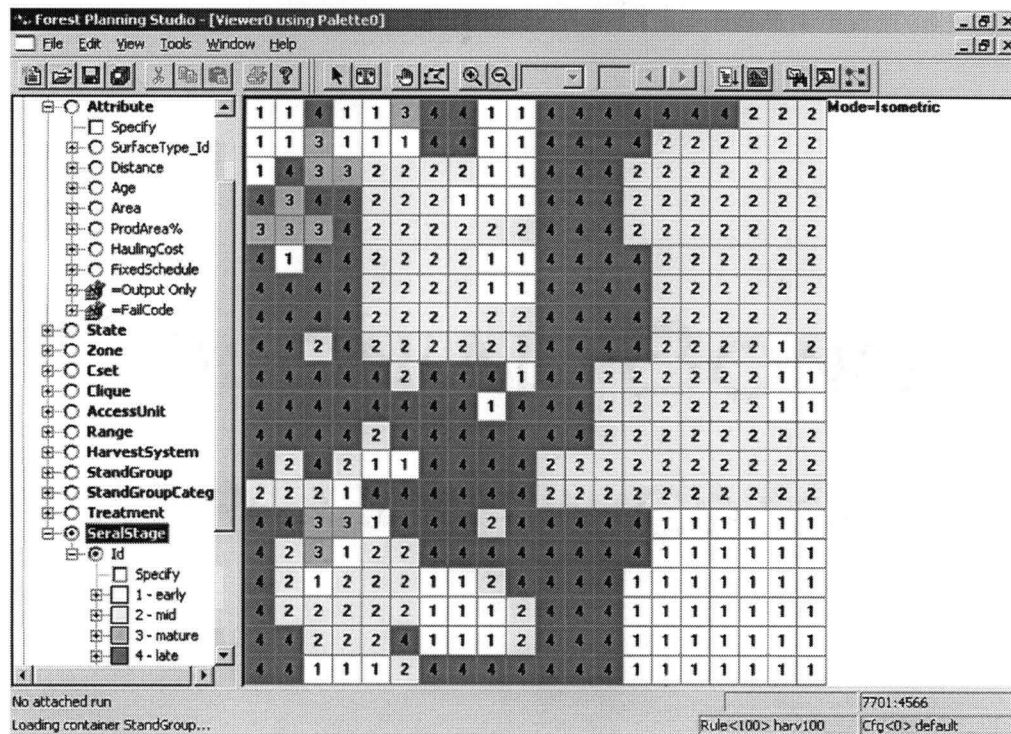 Forest Planning Studio - [Viewer0 using Palette0]
File Edit View Tools Window Help
Attribute
Specify
SurfaceType_Id
Distance
Age
Area
ProdArea%
HaulingCost
FixedSchedule
=Output Only
=FailCode
State
Zone
Cset
Clique
AccessUnit
Range
HarvestSystem
StandGroup
StandGroupCateg
Treatment
SeralStage
Id
Specify
1 - early
2 - mid
3 - mature
4 - late
1 1 4 1 1 3 4 4 1 1 4 4 4 4 4 4 4 2 2 2
1 1 3 1 1 1 4 4 1 1 4 4 4 4 2 2 2 2 2 2
1 4 3 3 2 2 2 2 1 1 4 4 4 2 2 2 2 2 2 2
4 3 4 4 2 2 2 1 1 1 4 4 4 2 2 2 2 2 2 2
3 3 3 4 2 2 2 2 2 2 4 4 4 2 2 2 2 2 2 2
4 1 4 4 2 2 2 2 1 1 4 4 4 4 2 2 2 2 2 2
4 4 4 4 2 2 2 2 1 1 4 4 4 4 2 2 2 2 2 2
4 4 4 4 2 2 2 2 2 2 4 4 4 4 2 2 2 2 2 2
4 4 2 4 2 2 2 2 2 2 4 4 4 4 2 2 2 2 1 2
4 4 4 4 4 2 4 4 4 1 4 4 2 2 2 2 2 2 1 1
4 4 4 4 4 4 4 4 1 4 4 4 2 2 2 2 2 2 1 1
4 4 4 4 2 4 4 4 4 4 4 4 2 2 2 2 2 2 2 2
4 2 4 2 1 1 4 4 4 4 2 2 2 2 2 2 2 2 2 2
2 2 2 1 4 4 4 4 4 4 2 2 2 2 2 2 2 2 2 2
4 4 3 3 1 4 4 4 2 4 4 4 4 4 1 1 1 1 1 1
4 2 3 1 2 2 4 4 4 4 4 4 4 4 1 1 1 1 1 1
4 2 1 2 2 2 1 1 2 4 4 4 4 1 1 1 1 1 1 1
4 2 2 2 2 2 1 1 1 2 4 4 4 1 1 1 1 1 1 1
4 4 2 2 2 4 1 1 1 2 4 4 4 1 1 1 1 1 1 1
4 4 1 1 1 2 4 4 4 4 4 4 4 1 1 1 1 1 1 1
Mode=Isometric
No attached run
7701:4566
Loading container StandGroup...
Rule<100> harv100
Cfg<0> default